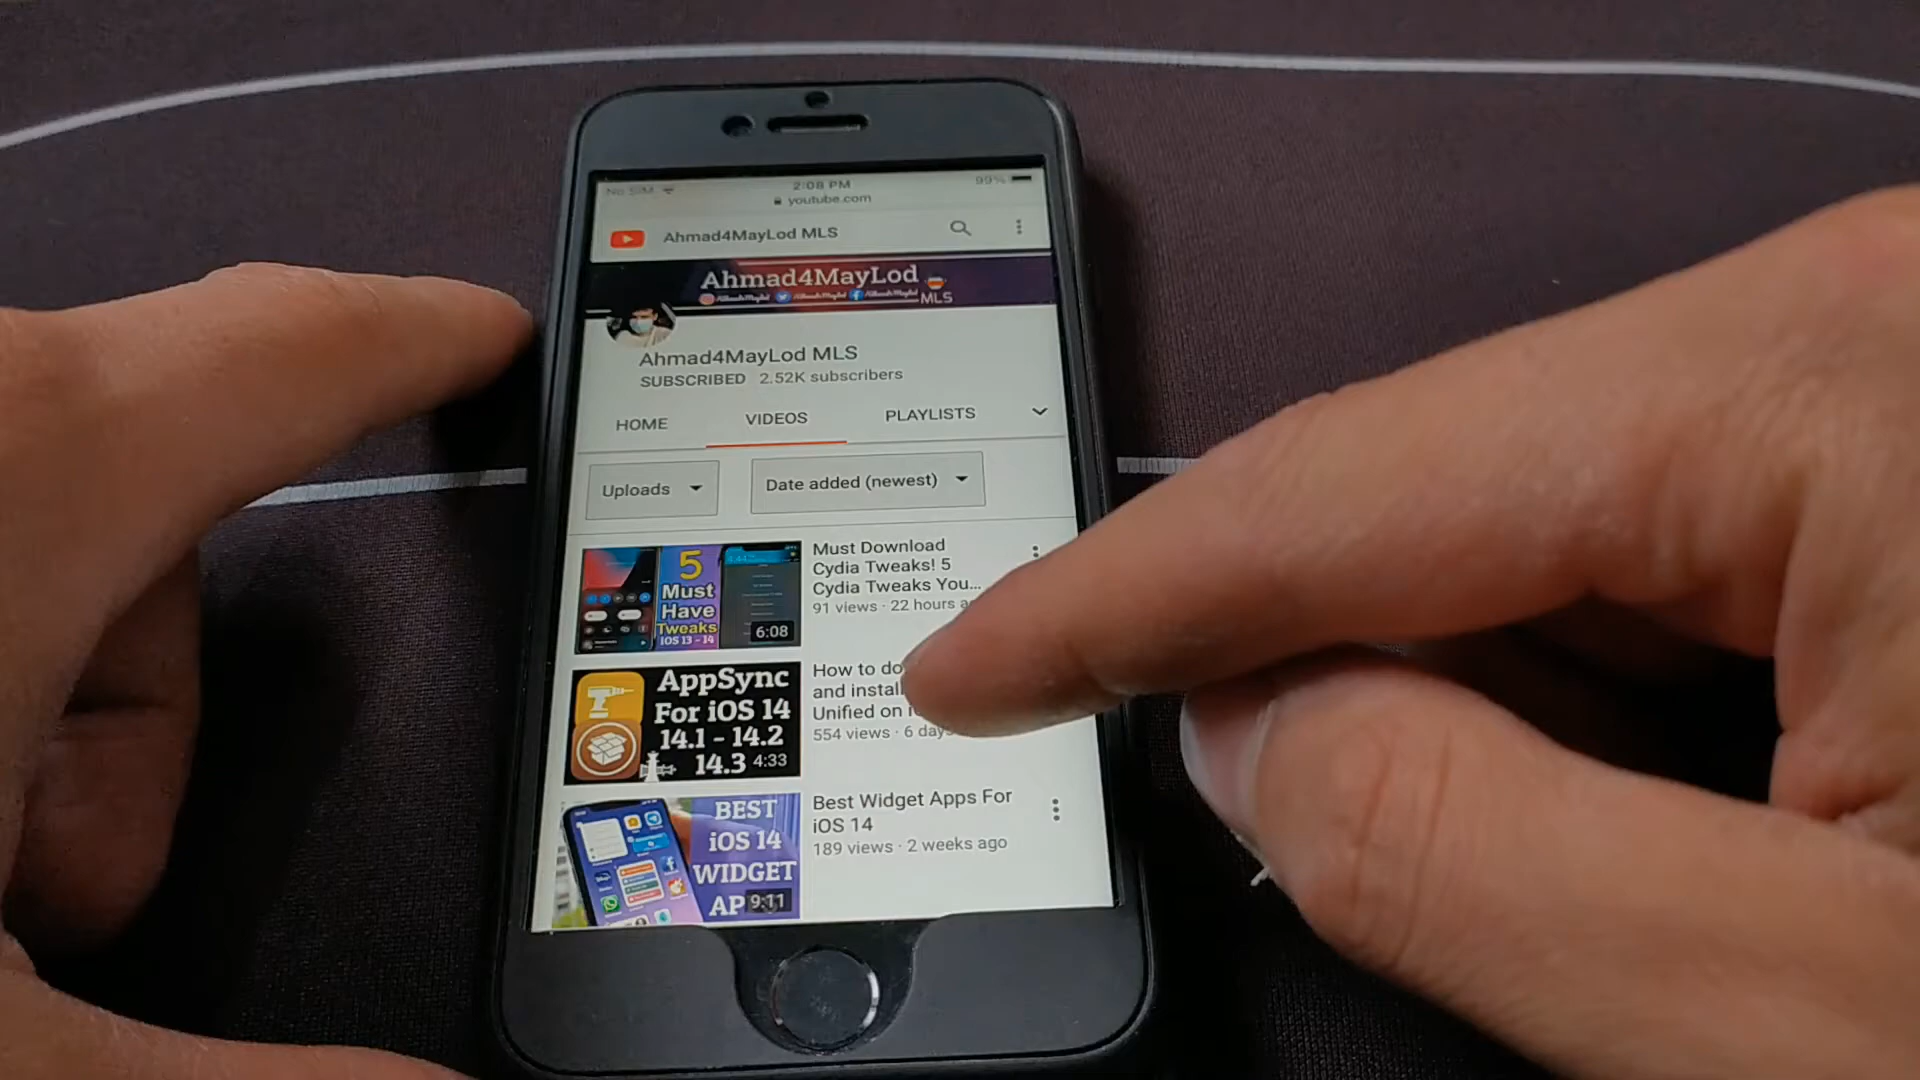 No SIM
2:08 PM
99%
youtube.com
Ahmad4MayLod MLS
Ahmad4MayLod
MLS
Ahmad4MayLod MLS
SUBSCRIBED 2.52K subscribers
HOME
VIDEOS
PLAYLISTS
Uploads
Date added (newest)
5
Must
Have
Tweaks
iOS 13 - 14
6:08
Must Download
Cydia Tweaks! 5
Cydia Tweaks You...
91 views · 22 hours
AppSync
For iOS 14
14.1 - 14.2
14.3
4:33
How to do
and instal
Unified on
554 views · 6 days
BEST
iOS 14
WIDGET
AP
9:11
Best Widget Apps For
iOS 14
189 views · 2 weeks ago